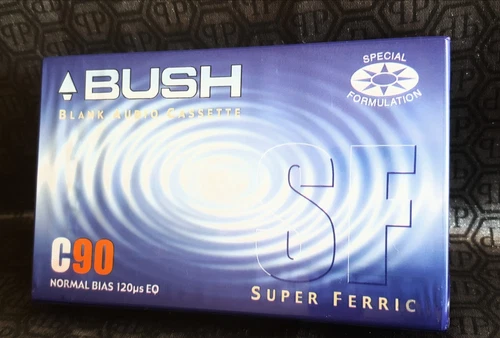 BUSH
BLANK AUDIO CASSETTE
SPECIAL
FORMULATION
SF
C90
NORMAL BIAS 120µs EQ
SUPER FERRIC